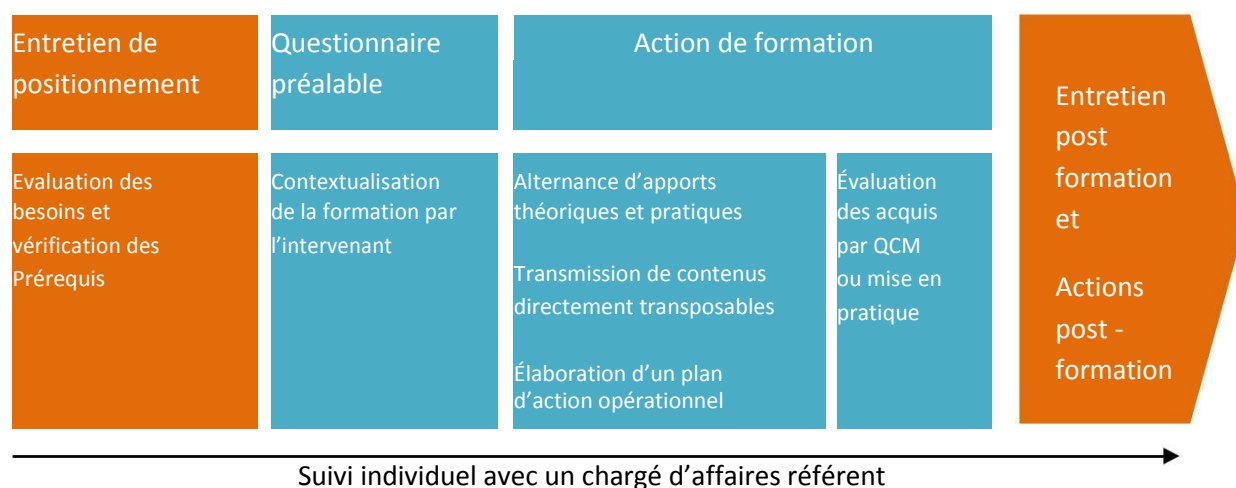 Entretien de
positionnement
Questionnaire
préalable
Action de formation
Evaluation des
besoins et
vérification des
Prérequis
Contextualisation
de la formation par
l’intervenant
Alternance d’apports
théoriques et pratiques
Transmission de contenus
directement transposables
Élaboration d’un plan
d’action opérationnel
Évaluation
des acquis
par QCM
ou mise en
pratique
Entretien
post
formation
et
Actions
post -
formation
Suivi individuel avec un chargé d’affaires référent